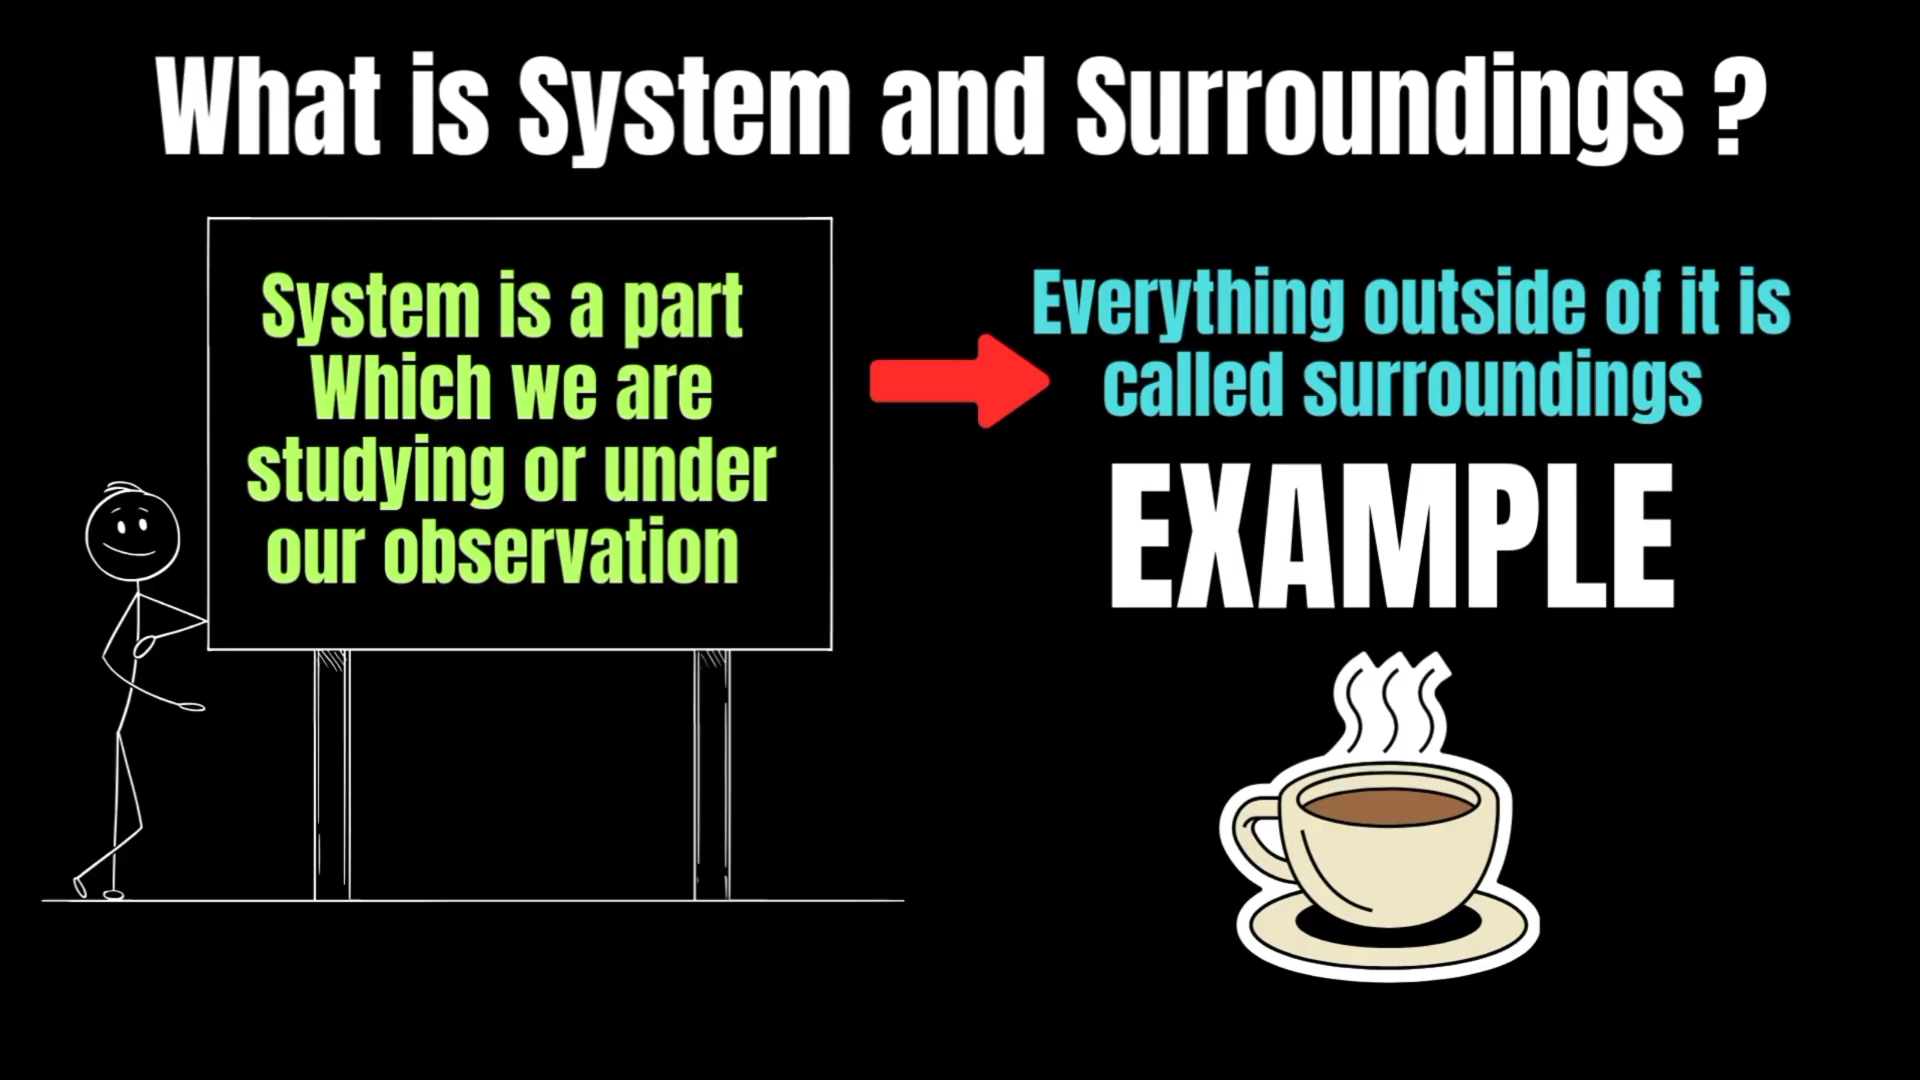 What is System and Surroundings ?
System is a part
Which we are
studying or under
our observation
Everything outside of it is
called surroundings
EXAMPLE